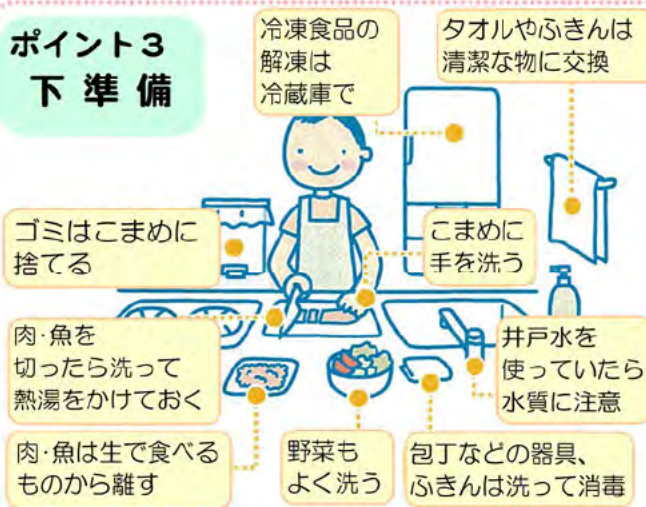 ポイント3
下準備
冷凍食品の
解凍は
冷蔵庫で
タオルやふきんは
清潔な物に交換
ゴミはこまめに
捨てる
こまめに
手を洗う
肉・魚を
切ったら洗って
熱湯をかけておく
井戸水を
使っていたら
水質に注意
肉・魚は生で食べる
ものから離す
野菜も
よく洗う
包丁などの器具、
ふきんは洗って消毒